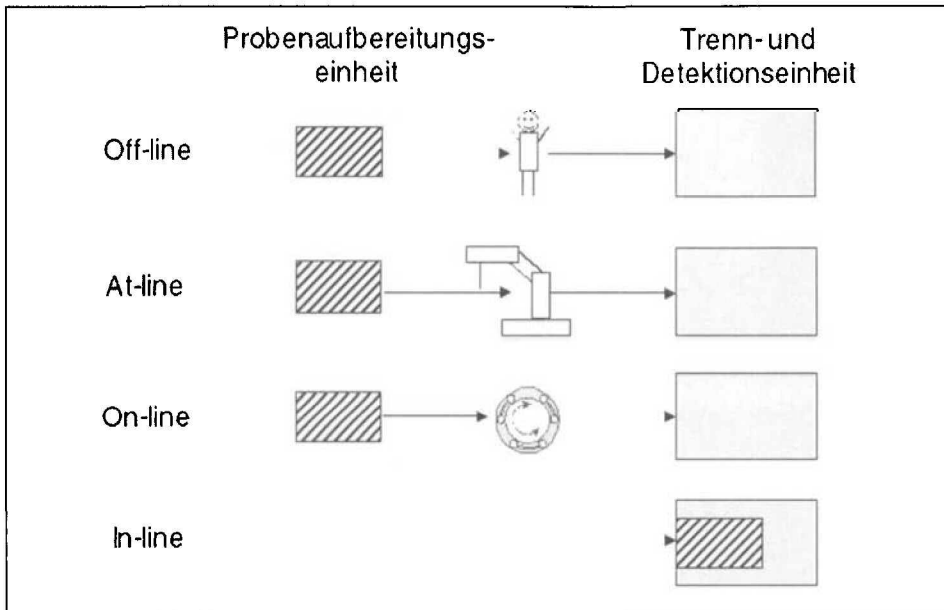 Probenaufbereitungs-
einheit
Trenn- und
Detektionseinheit
Off-line
At-line
On-line
In-line